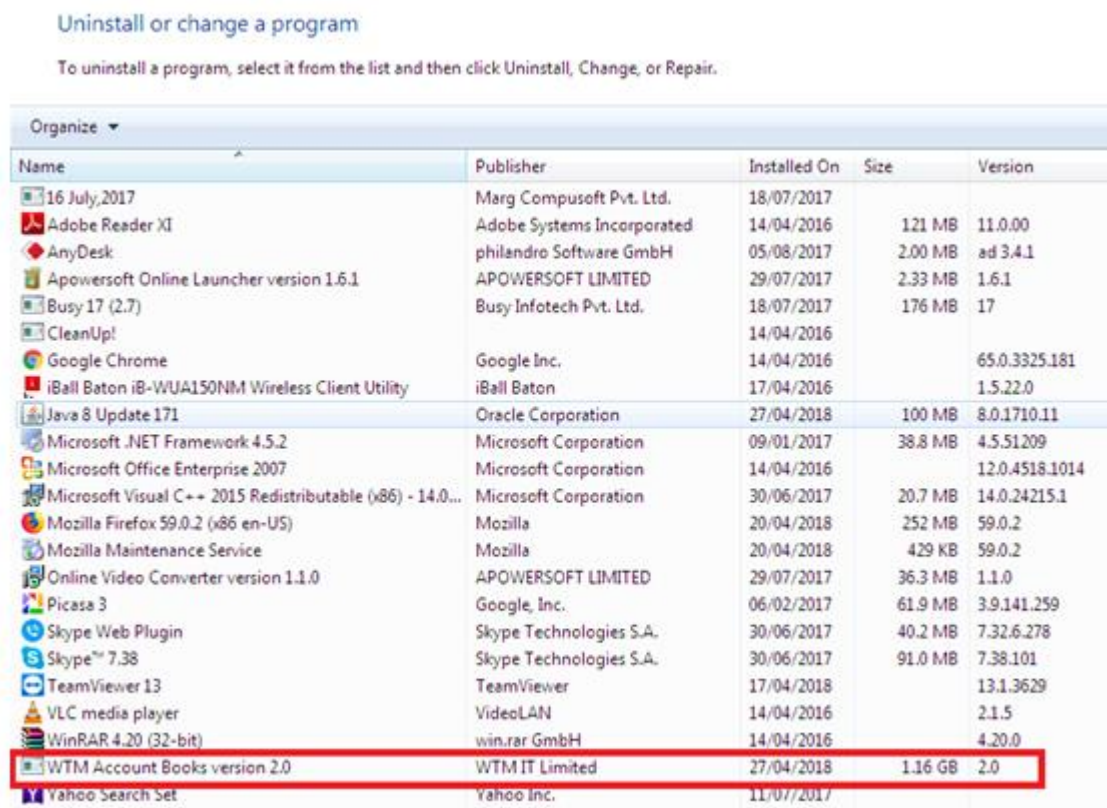 Uninstall or change a program
To uninstall a program, select it from the list and then click Uninstall, Change, or Repair.
Organize
Name Publisher Installed On Size Version
16 July,2017 Marg Compusoft Pvt. Ltd. 18/07/2017
Adobe Reader XI Adobe Systems Incorporated 14/04/2016 121 MB 11.0.00
AnyDesk philandro Software GmbH 05/08/2017 2.00 MB ad 3.4.1
Apowersoft Online Launcher version 1.6.1 APOWERSOFT LIMITED 29/07/2017 2.33 MB 1.6.1
Busy 17 (2.7) Busy Infotech Pvt. Ltd. 18/07/2017 176 MB 17
CleanUp! 14/04/2016
Google Chrome Google Inc. 14/04/2016 65.0.3325.181
iBall Baton iB-WUA150NM Wireless Client Utility iBall Baton 17/04/2016 1.5.22.0
Java 8 Update 171 Oracle Corporation 27/04/2018 100 MB 8.0.1710.11
Microsoft .NET Framework 4.5.2 Microsoft Corporation 09/01/2017 38.8 MB 4.5.51209
Microsoft Office Enterprise 2007 Microsoft Corporation 14/04/2016 12.0.4518.1014
Microsoft Visual C++ 2015 Redistributable (x86) - 14.0... Microsoft Corporation 30/06/2017 20.7 MB 14.0.24215.1
Mozilla Firefox 59.0.2 (x86 en-US) Mozilla 20/04/2018 252 MB 59.0.2
Mozilla Maintenance Service Mozilla 20/04/2018 429 KB 59.0.2
Online Video Converter version 1.1.0 APOWERSOFT LIMITED 29/07/2017 36.3 MB 1.1.0
Picasa 3 Google, Inc. 06/02/2017 61.9 MB 3.9.141.259
Skype Web Plugin Skype Technologies S.A. 30/06/2017 40.2 MB 7.32.6.278
Skype™ 7.38 Skype Technologies S.A. 30/06/2017 91.0 MB 7.38.101
TeamViewer 13 TeamViewer 17/04/2018 13.1.3629
VLC media player VideoLAN 14/04/2016 2.1.5
WinRAR 4.20 (32-bit) win.rar GmbH 14/04/2016 4.20.0
WTM Account Books version 2.0 WTM IT Limited 27/04/2018 1.16 GB 2.0
Yahoo Search Set Yahoo Inc. 11/07/2017